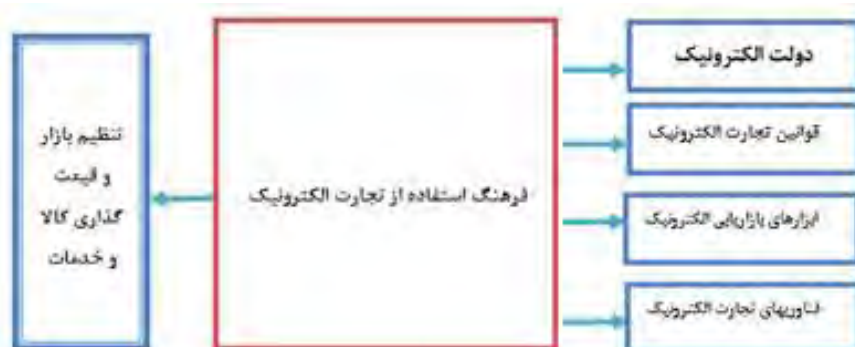 دولت الکترونیک
قوانین تجارت الکترونیک
ابزارهای بازاریابی الکترونیک
فناوریهای تجارت الکترونیک
فرهنگ استفاده از تجارت الکترونیک
تنظیم بازار
و قیمت
گذاری کالا
و خدمات